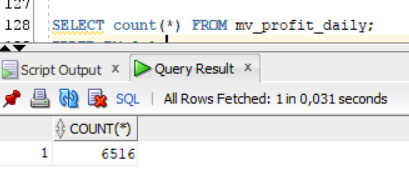 127
128 SELECT count(*) FROM mv_profit_daily;
Script Output x Query Result x
SQL | All Rows Fetched: 1 in 0,031 seconds
COUNT(*)
1 6516